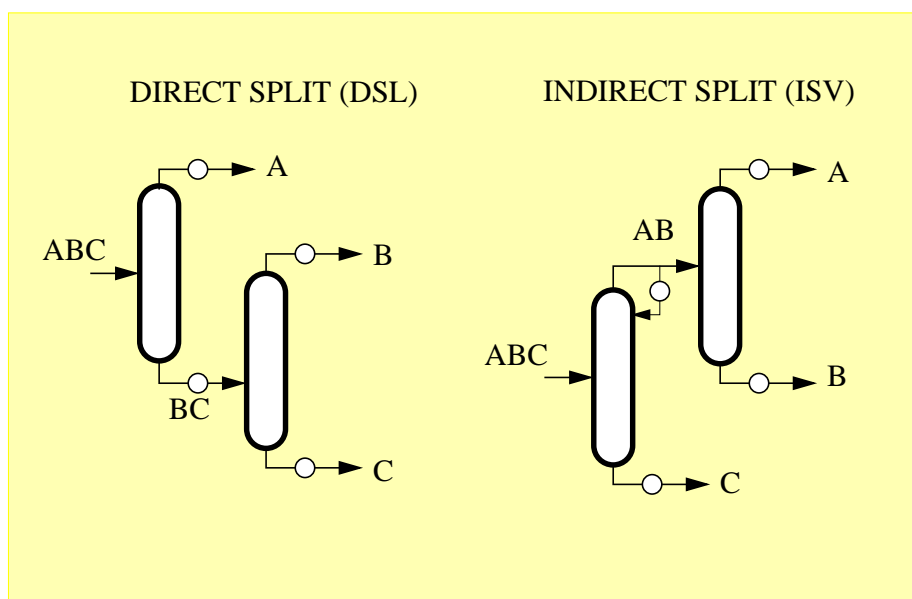 DIRECT SPLIT (DSL)
A
ABC
B
BC
C
INDIRECT SPLIT (ISV)
A
AB
ABC
B
C